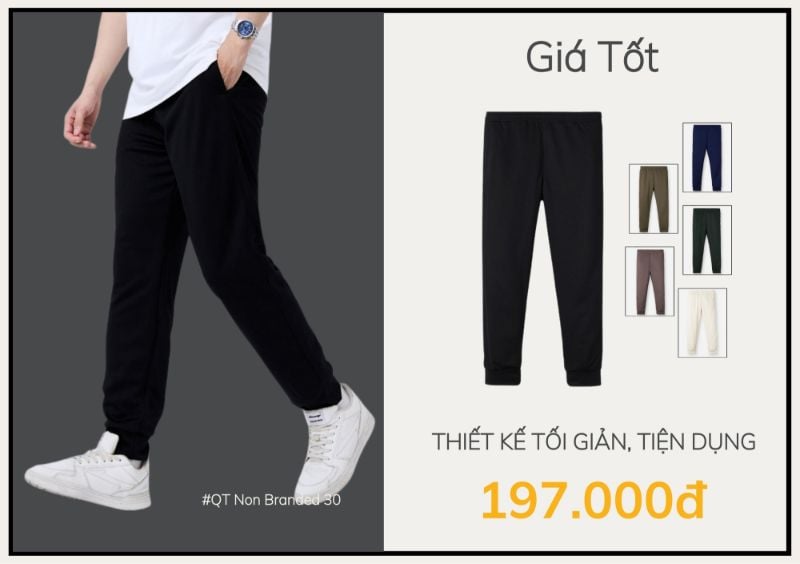 Giá Tốt
THIẾT KẾ TỐI GIẢN, TIỆN DỤNG
197.000đ
#QT Non Branded 30